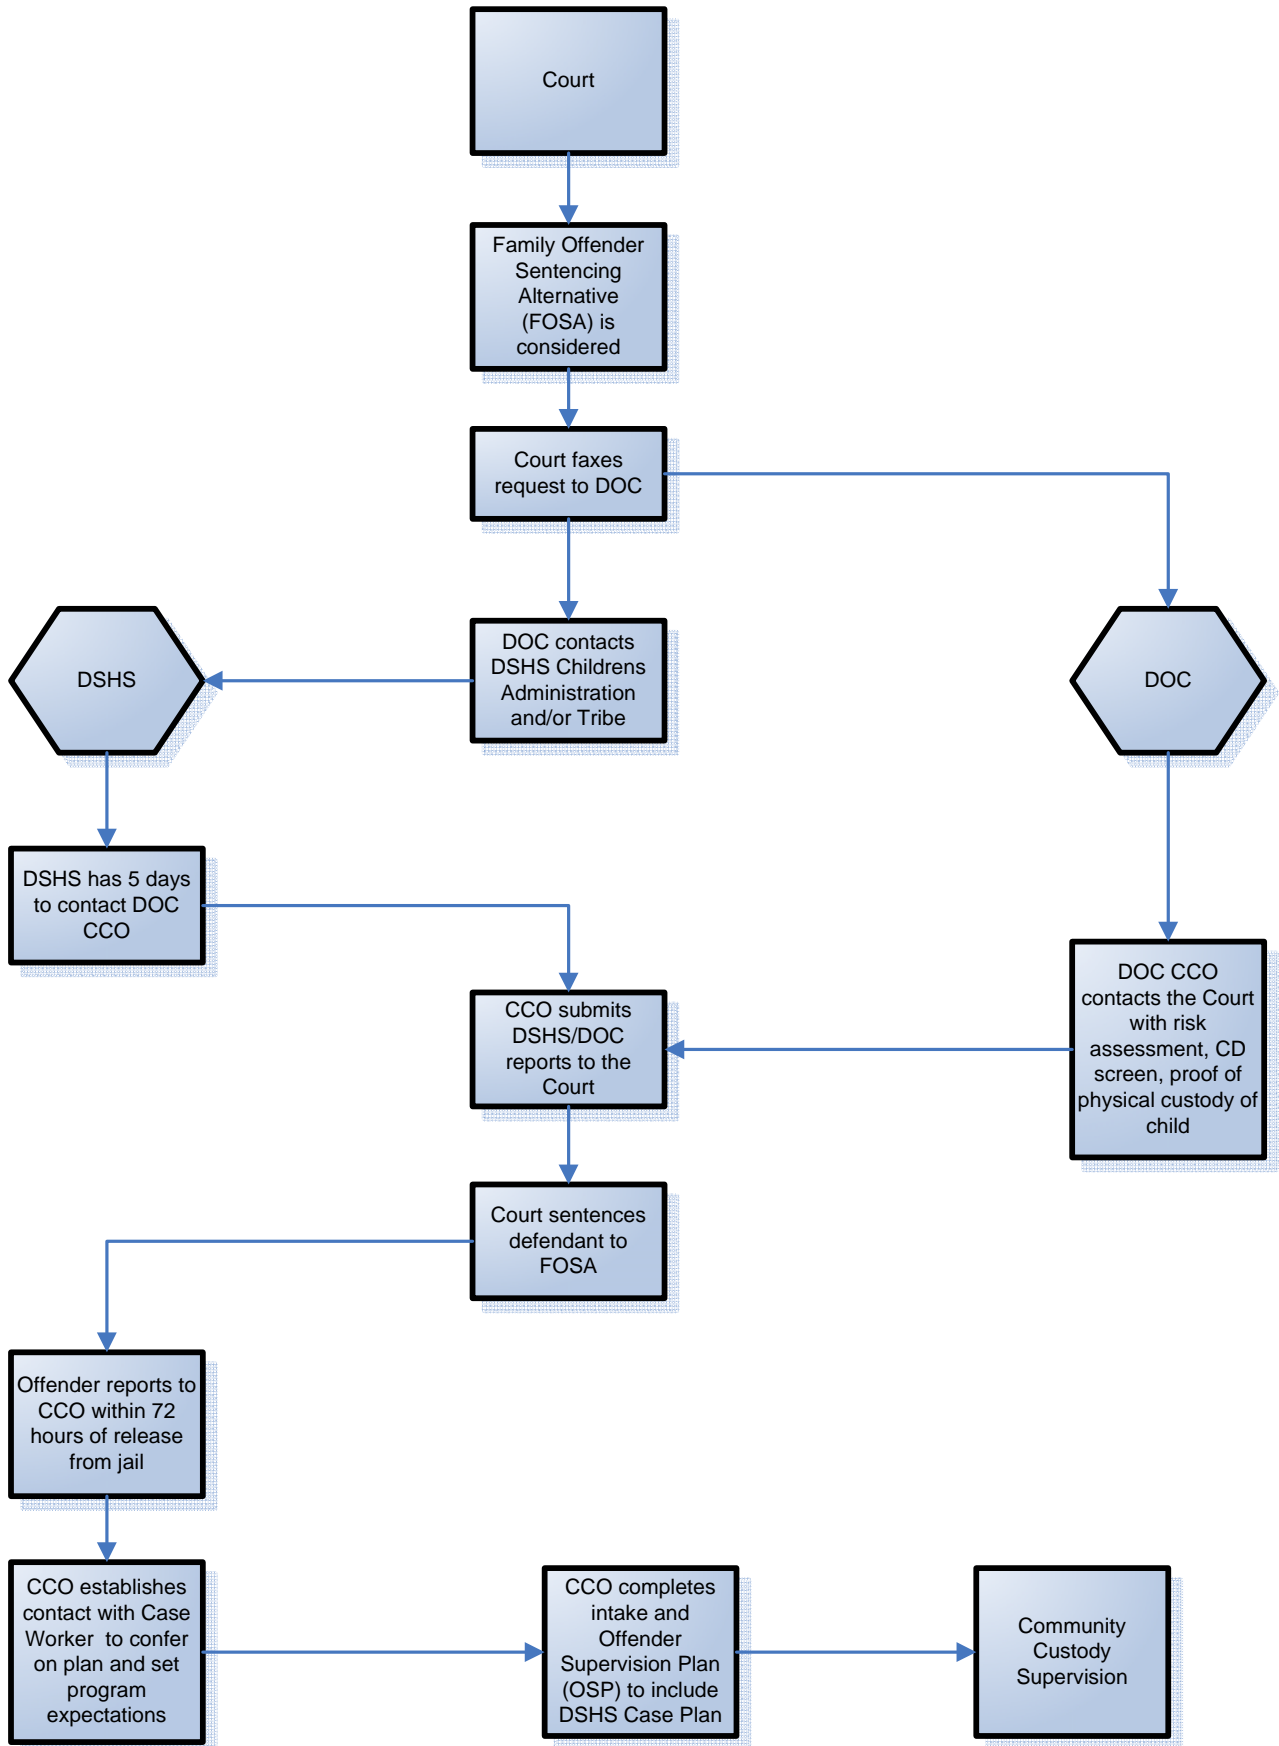 Court
Family Offender
Sentencing
Alternative
(FOSA) is
considered
Court faxes
request to DOC
DSHS
DOC contacts
DSHS Childrens
Administration
and/or Tribe
DOC
DSHS has 5 days
to contact DOC
CCO
CCO submits
DSHS/DOC
reports to the
Court
DOC CCO
contacts the Court
with risk
assessment, CD
screen, proof of
physical custody of
child
Court sentences
defendant to
FOSA
Offender reports to
CCO within 72
hours of release
from jail
CCO establishes
contact with Case
Worker to confer
on plan and set
program
expectations
CCO completes
intake and
Offender
Supervision Plan
(OSP) to include
DSHS Case Plan
Community
Custody
Supervision